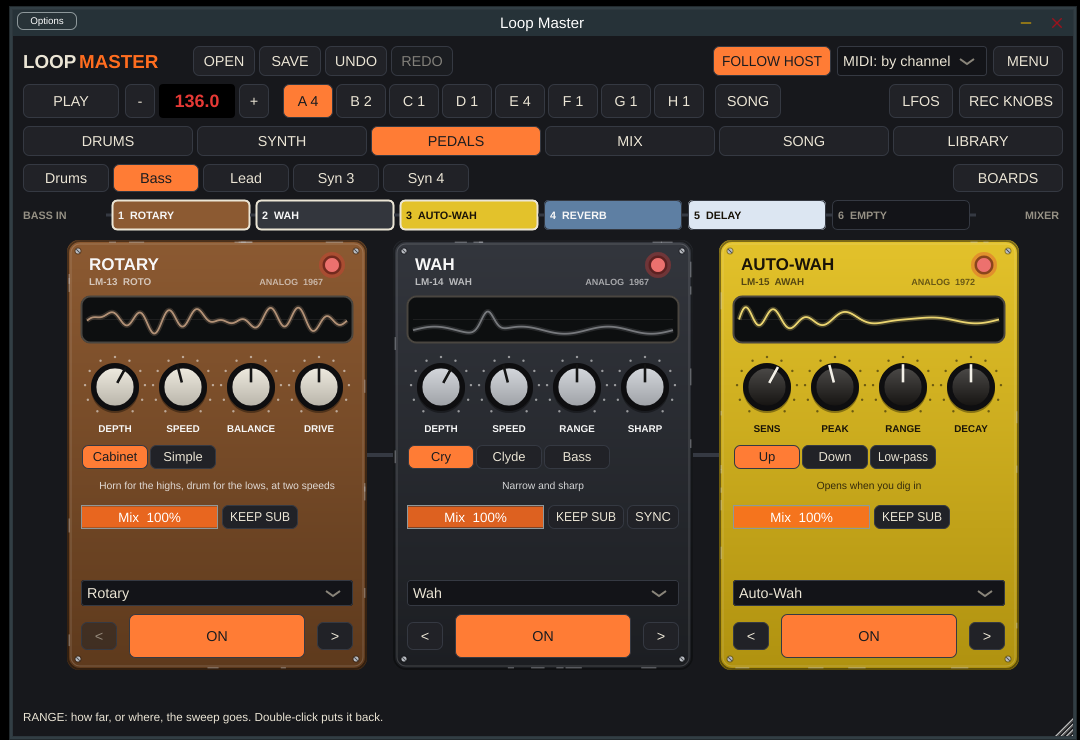 Options
Loop Master
LOOPMASTER OPEN SAVE UNDO REDO FOLLOW HOST MIDI: by channel MENU
PLAY - 136.0 + A 4 B 2 C 1 D 1 E 4 F 1 G 1 H 1 SONG LFOS REC KNOBS
DRUMS SYNTH PEDALS MIX SONG LIBRARY
Drums Bass Lead Syn 3 Syn 4 BOARDS
BASS IN 1 ROTARY 2 WAH 3 AUTO-WAH 4 REVERB 5 DELAY 6 EMPTY MIXER
ROTARY
LM-13 ROTO ANALOG 1967
DEPTH SPEED BALANCE DRIVE
Cabinet Simple
Horn for the highs, drum for the lows, at two speeds
Mix 100% KEEP SUB
Rotary
< ON >
WAH
LM-14 WAH ANALOG 1967
DEPTH SPEED RANGE SHARP
Cry Clyde Bass
Narrow and sharp
Mix 100% KEEP SUB SYNC
Wah
< ON >
AUTO-WAH
LM-15 AWAH ANALOG 1972
SENS PEAK RANGE DECAY
Up Down Low-pass
Opens when you dig in
Mix 100% KEEP SUB
Auto-Wah
< ON >
RANGE: how far, or where, the sweep goes. Double-click puts it back.